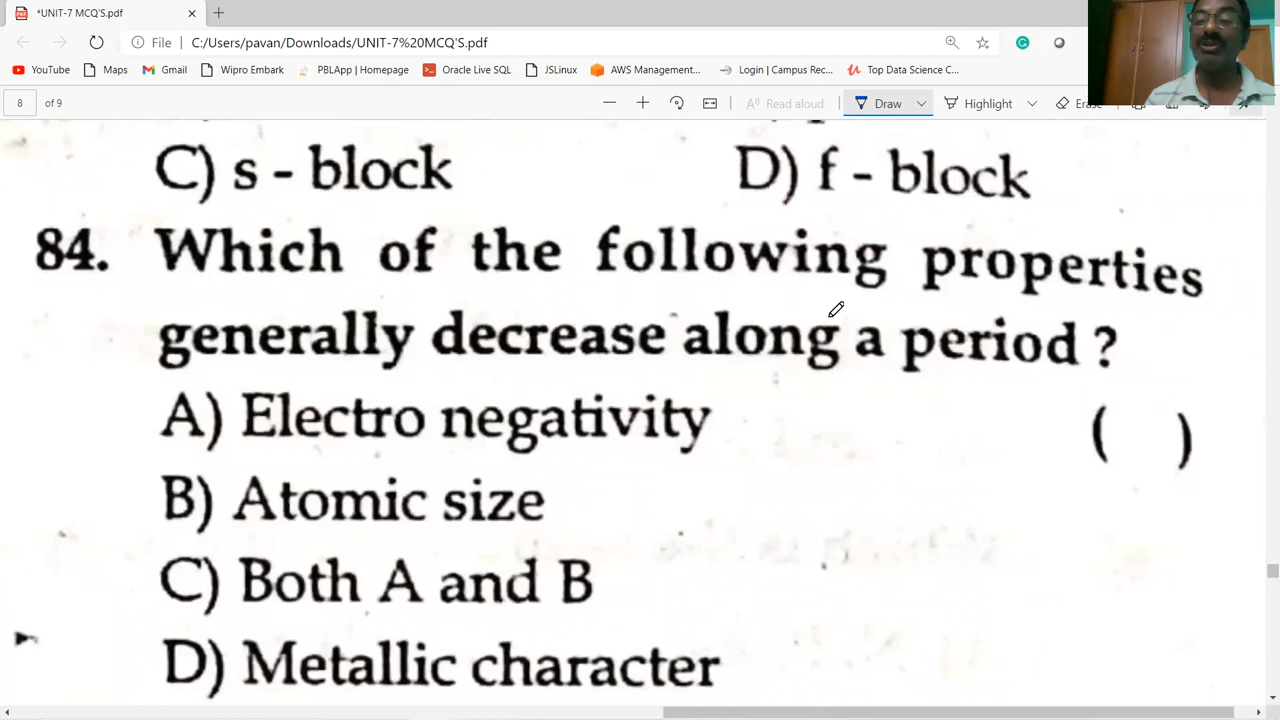 *UNIT-7 MCQ'S.pdf
File | C:/Users/pavan/Downloads/UNIT-7%20MCQ'S.pdf
YouTube Maps Gmail Wipro Embark PBLApp | Homepage Oracle Live SQL JSLinux AWS Management... Login | Campus Rec... Top Data Science C...
8 of 9 Read aloud Draw Highlight Erase
C) s - block D) f - block
84. Which of the following properties
generally decrease along a period ?
A) Electro negativity ( )
B) Atomic size
C) Both A and B
D) Metallic character